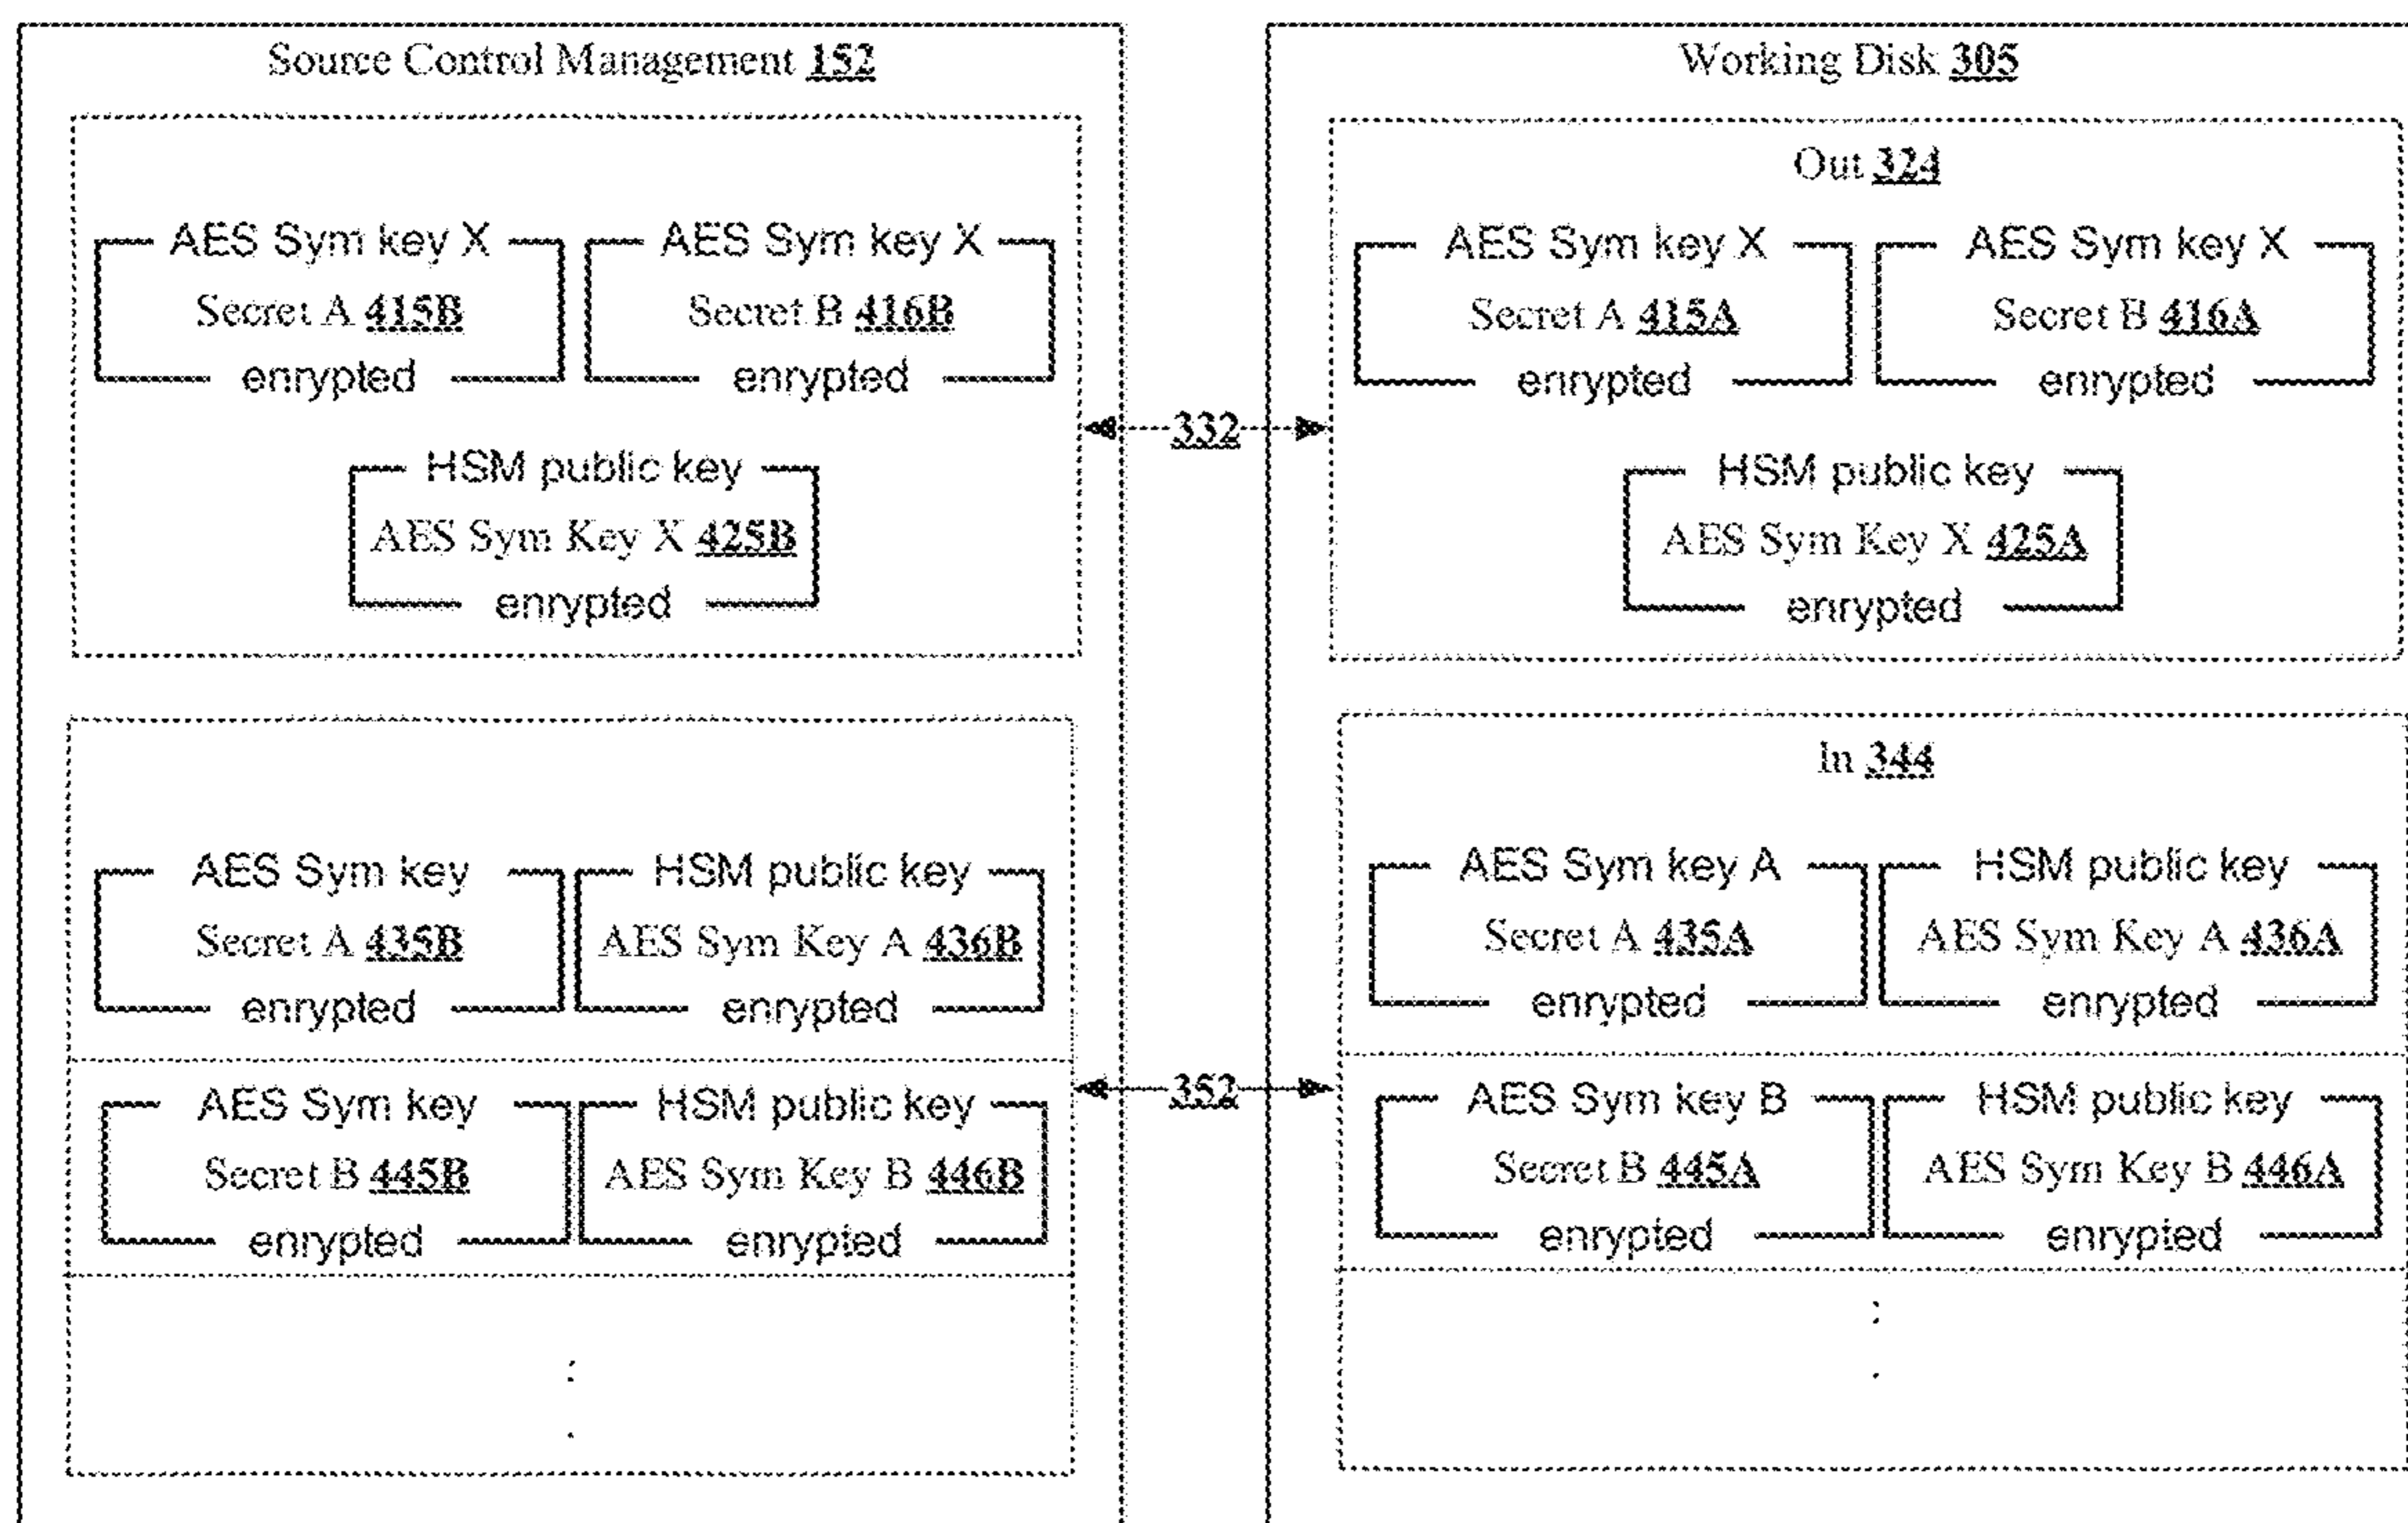 Source Control Management 152
AES Sym key X
Secret A 415B
enrypted
AES Sym key X
Secret B 416B
enrypted
HSM public key
AES Sym Key X 425B
enrypted
AES Sym key
Secret A 435B
enrypted
HSM public key
AES Sym Key A 436B
enrypted
AES Sym key
Secret B 445B
enrypted
HSM public key
AES Sym Key B 446B
enrypted
332
352
Working Disk 305
Out 324
AES Sym key X
Secret A 415A
enrypted
AES Sym key X
Secret B 416A
enrypted
HSM public key
AES Sym Key X 425A
enrypted
In 344
AES Sym key A
Secret A 435A
enrypted
HSM public key
AES Sym Key A 436A
enrypted
AES Sym key B
Secret B 445A
enrypted
HSM public key
AES Sym Key B 446A
enrypted